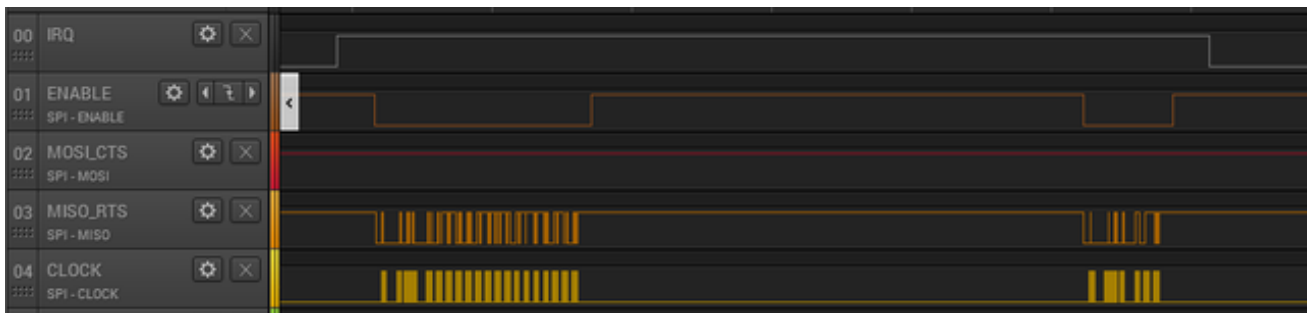 00 IRQ
01 ENABLE
SPI - ENABLE
02 MOSI_CTS
SPI - MOSI
03 MISO_RTS
SPI - MISO
04 CLOCK
SPI - CLOCK